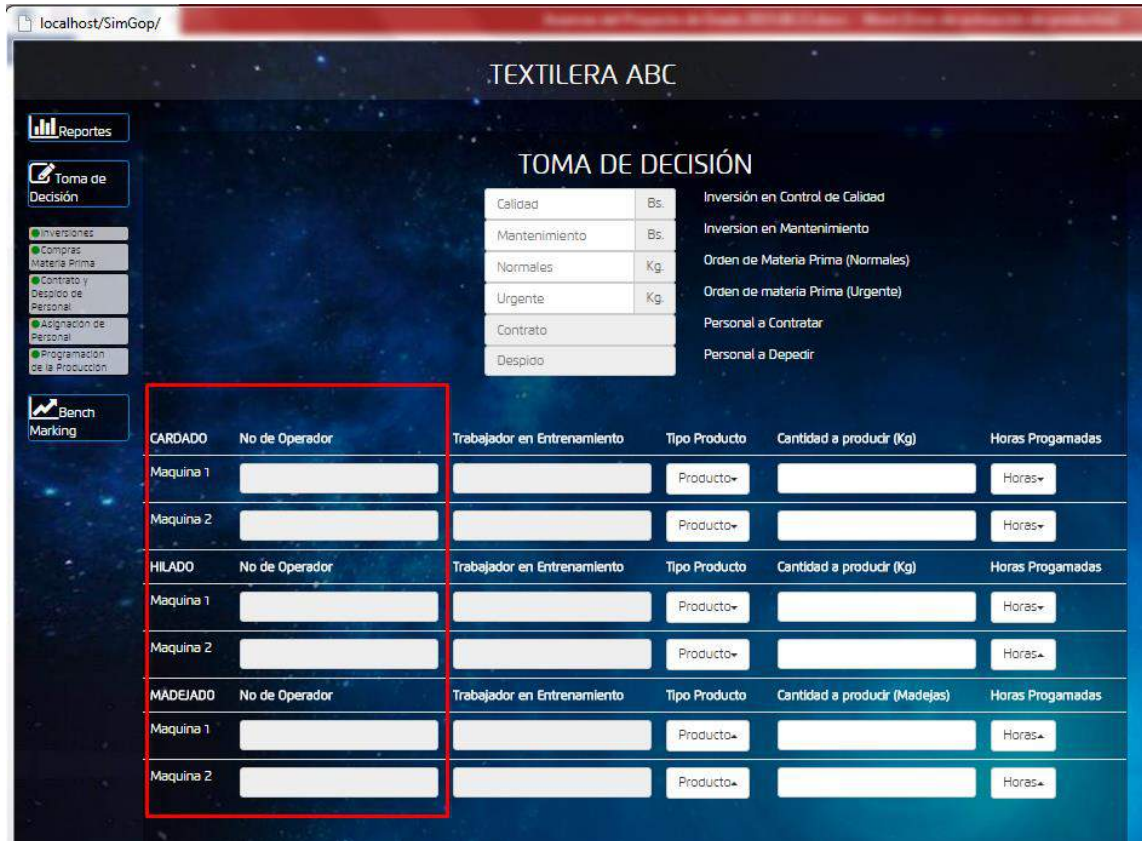 localhost/SimGop/
TEXTILERA ABC
Reportes
Toma de
Decisión
Inversiones
Compras
Materia Prima
Contrato y
Despido de
Personal
Asignación de
Personal
Programación
de la Producción
Bench
Marking
TOMA DE DECISIÓN
Calidad Bs. Inversión en Control de Calidad
Mantenimiento Bs. Inversion en Mantenimiento
Normales Kg. Orden de Materia Prima (Normales)
Urgente Kg. Orden de materia Prima (Urgente)
Contrato Personal a Contratar
Despido Personal a Depedir
CARDADO No de Operador Trabajador en Entrenamiento Tipo Producto Cantidad a producir (Kg) Horas Progamadas
Maquina 1 Producto Horas
Maquina 2 Producto Horas
HILADO No de Operador Trabajador en Entrenamiento Tipo Producto Cantidad a producir (Kg) Horas Progamadas
Maquina 1 Producto Horas
Maquina 2 Producto Horas
MADEJADO No de Operador Trabajador en Entrenamiento Tipo Producto Cantidad a producir (Madejas) Horas Progamadas
Maquina 1 Producto Horas
Maquina 2 Producto Horas